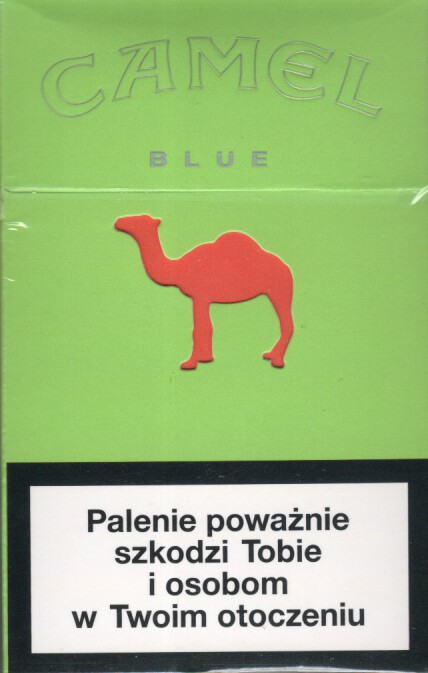 CAMEL
BLUE
Palenie poważnie
szkodzi Tobie
i osobom
w Twoim otoczeniu